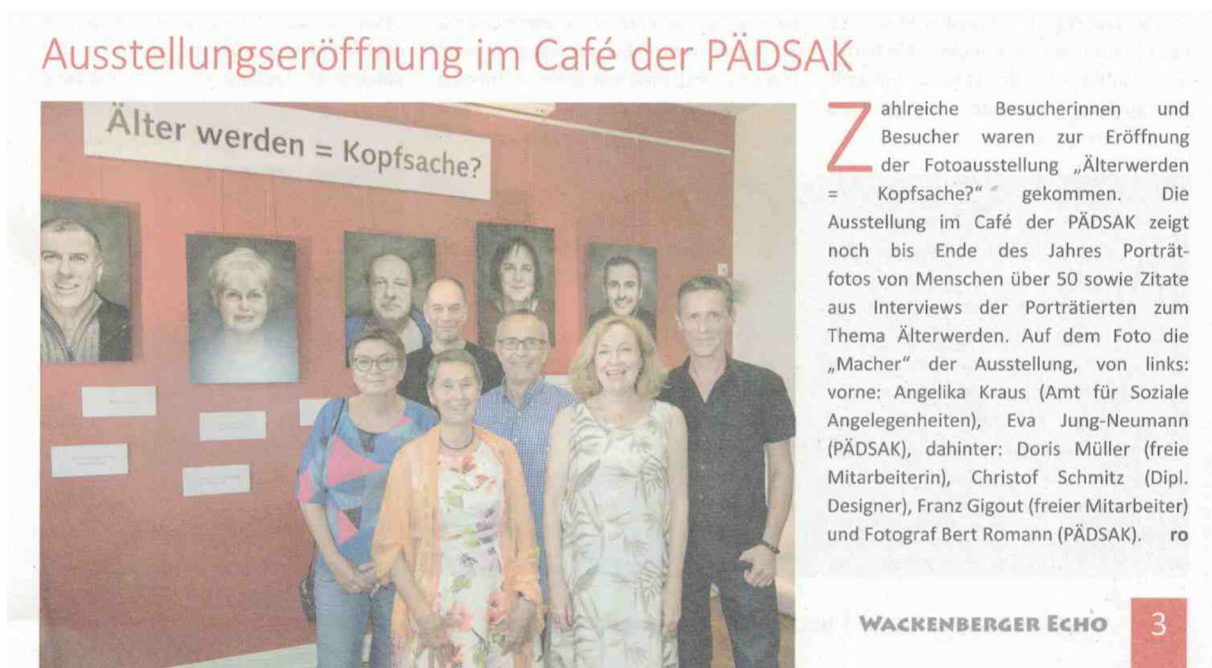 Ausstellungseröffnung im Café der PÄDSAK
Älter werden = Kopfsache?
Zahlreiche Besucherinnen und
Besucher waren zur Eröffnung
der Fotoausstellung „Älterwerden
= Kopfsache?“ gekommen. Die
Ausstellung im Café der PÄDSAK zeigt
noch bis Ende des Jahres Porträt-
fotos von Menschen über 50 sowie Zitate
aus Interviews der Porträtierten zum
Thema Älterwerden. Auf dem Foto die
„Macher“ der Ausstellung, von links:
vorne: Angelika Kraus (Amt für Soziale
Angelegenheiten), Eva Jung-Neumann
(PÄDSAK), dahinter: Doris Müller (freie
Mitarbeiterin), Christof Schmitz (Dipl.
Designer), Franz Gigout (freier Mitarbeiter)
und Fotograf Bert Romann (PÄDSAK). ro
WACKENBERGER ECHO 3